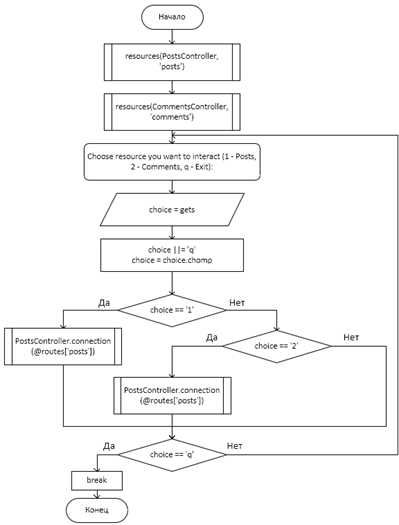 Начало
resources(PostsController,
'posts')
resources(CommentsController,
'comments')
Choose resource you want to interact (1 - Posts,
2 - Comments, q - Exit):
choice = gets
choice ||= 'q'
choice = choice.chomp
Да
choice == '1'
Нет
PostsController.connection
(@routes['posts'])
Да
choice == '2'
Нет
PostsController.connection
(@routes['posts'])
Да
choice == 'q'
Нет
break
Конец